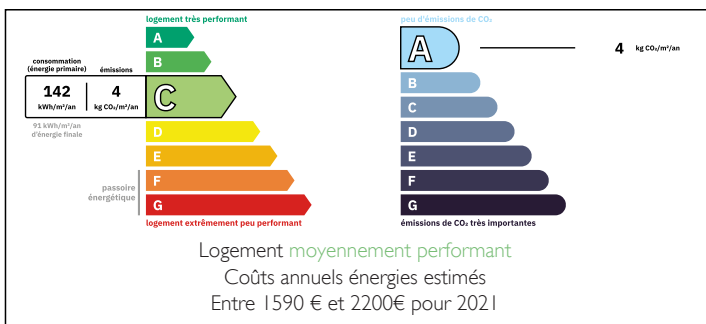 logement très performant
A
B
consommation
(énergie primaire)
émissions
142
kWh/m²/an
4
kg CO₂/m²/an
C
91 kWh/m²/an
d'énergie finale
D
E
F
G
passoire
énergétique
logement extrêmement peu performant
peu d'émissions de CO₂
A
4 kg CO₂/m²/an
B
C
D
E
F
G
émissions de CO₂ très importantes
Logement moyennement performant
Coûts annuels énergies estimés
Entre 1590 € et 2200€ pour 2021